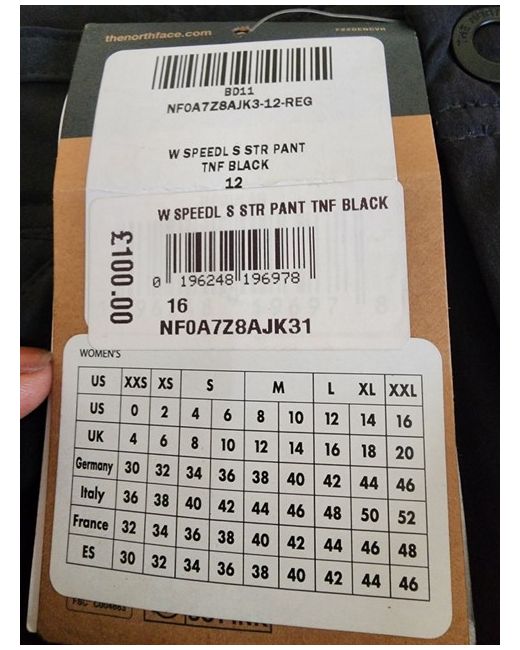 thenorthface.com
BD11
NF0A7Z8AJK3-12-REG
W SPEEDL S STR PANT
TNF BLACK
12
W SPEEDL S STR PANT TNF BLACK
£100.00
0 196248 196978
16
NF0A7Z8AJK31
WOMEN'S
US XXS XS S M L XL XXL
US 0 2 4 6 8 10 12 14 16
UK 4 6 8 10 12 14 16 18 20
Germany 30 32 34 36 38 40 42 44 46
Italy 36 38 40 42 44 46 48 50 52
France 32 34 36 38 40 42 44 46 48
ES 30 32 34 36 38 40 42 44 46